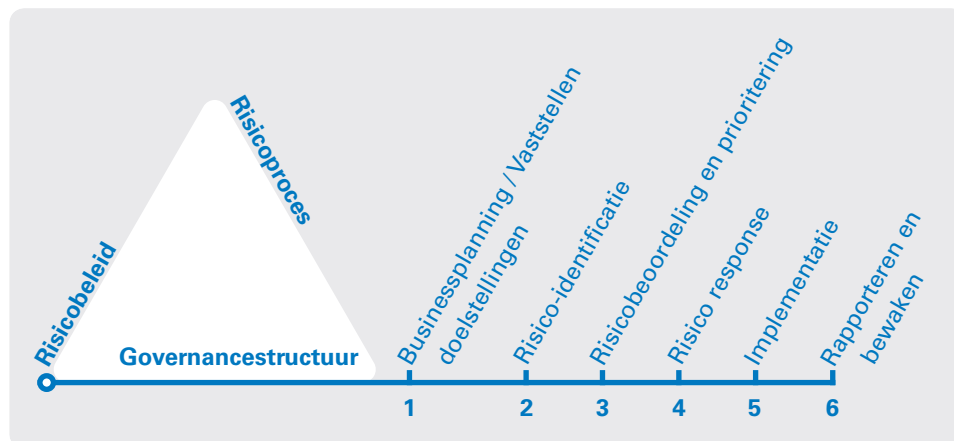 Risicobeleid
Risicoproces
Governancestructuur
Businessplanning / Vaststellen
doelstellingen
Risico-identificatie
Risicobeoordeling en prioritering
Risico response
Implementatie
Rapporteren en
bewaken
1
2
3
4
5
6